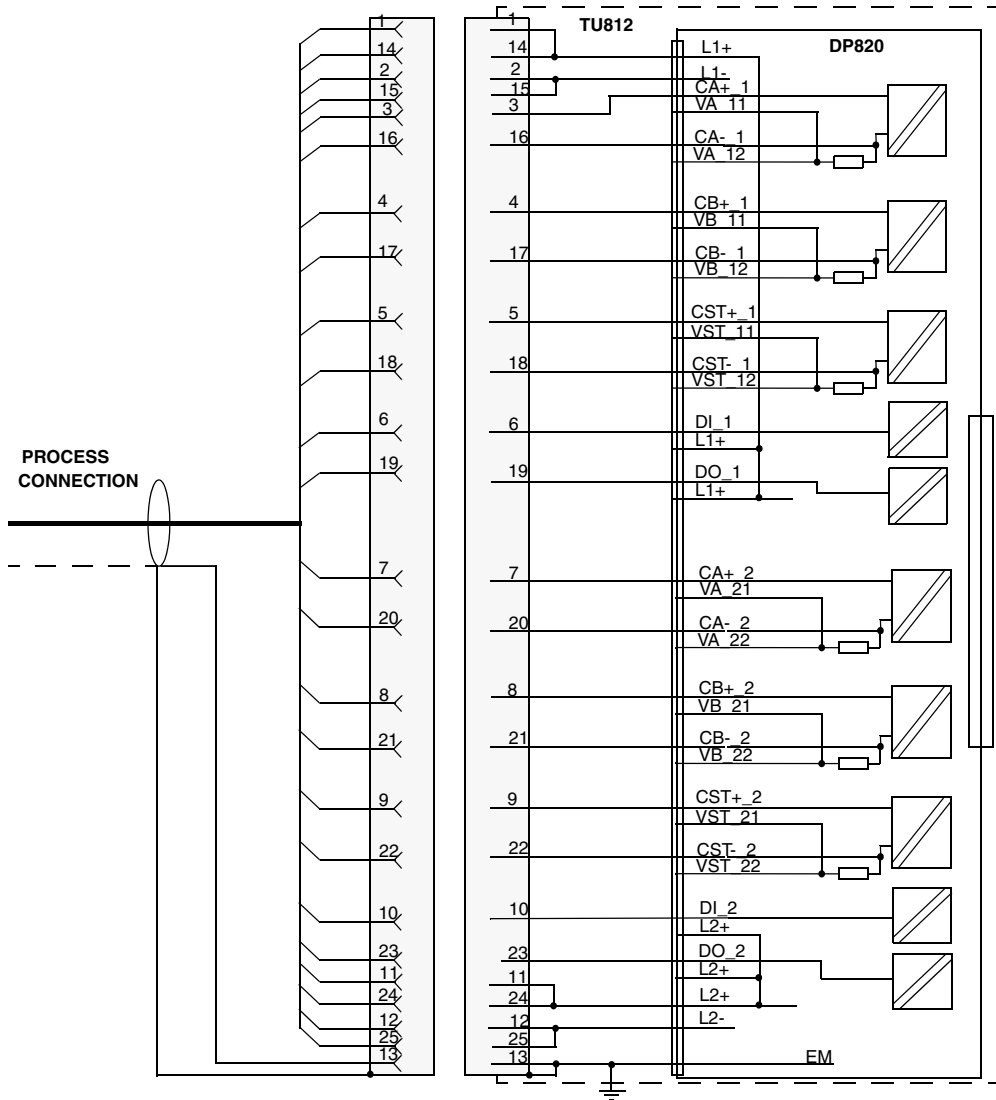 TU812
DP820
PROCESS
CONNECTION
1
14
2
15
3
16
4
17
5
18
6
19
7
20
8
21
9
22
10
23
11
24
12
25
13
1
14
2
15
3
16
4
17
5
18
6
19
7
20
8
21
9
22
10
23
11
24
12
25
13
L1+
L1-
CA+_1
VA_11
CA-_1
VA_12
CB+_1
VB_11
CB-_1
VB_12
CST+_1
VST_11
CST-_1
VST_12
DI_1
L1+
DO_1
L1+
CA+_2
VA_21
CA-_2
VA_22
CB+_2
VB_21
CB-_2
VB_22
CST+_2
VST_21
CST-_2
VST_22
DI_2
L2+
DO_2
L2+
L2+
L2-
EM